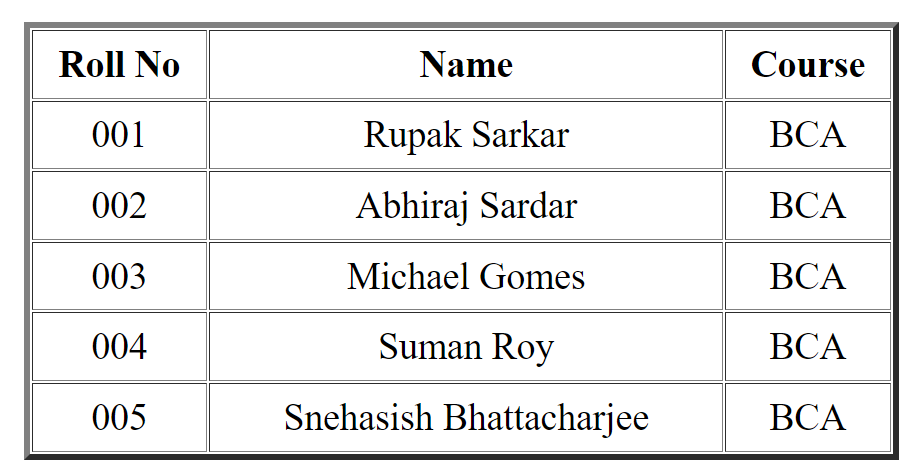 Roll No Name Course
001 Rupak Sarkar BCA
002 Abhiraj Sardar BCA
003 Michael Gomes BCA
004 Suman Roy BCA
005 Snehasish Bhattacharjee BCA